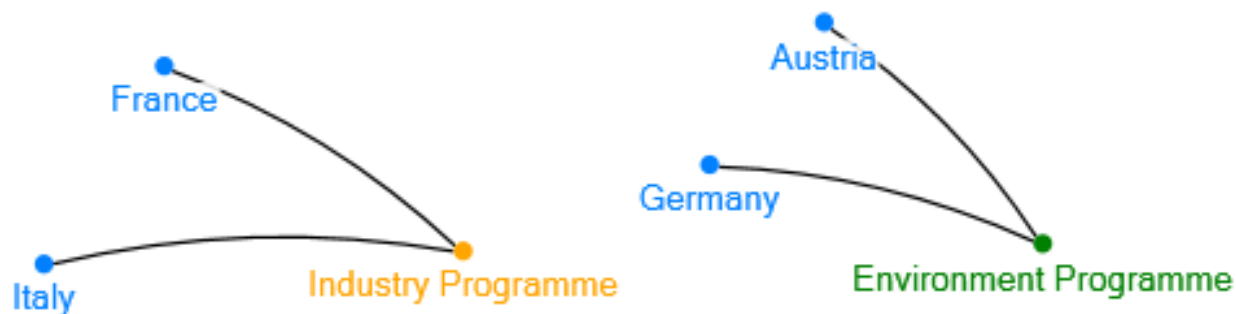 Austria
France
Germany
Italy
Industry Programme
Environment Programme